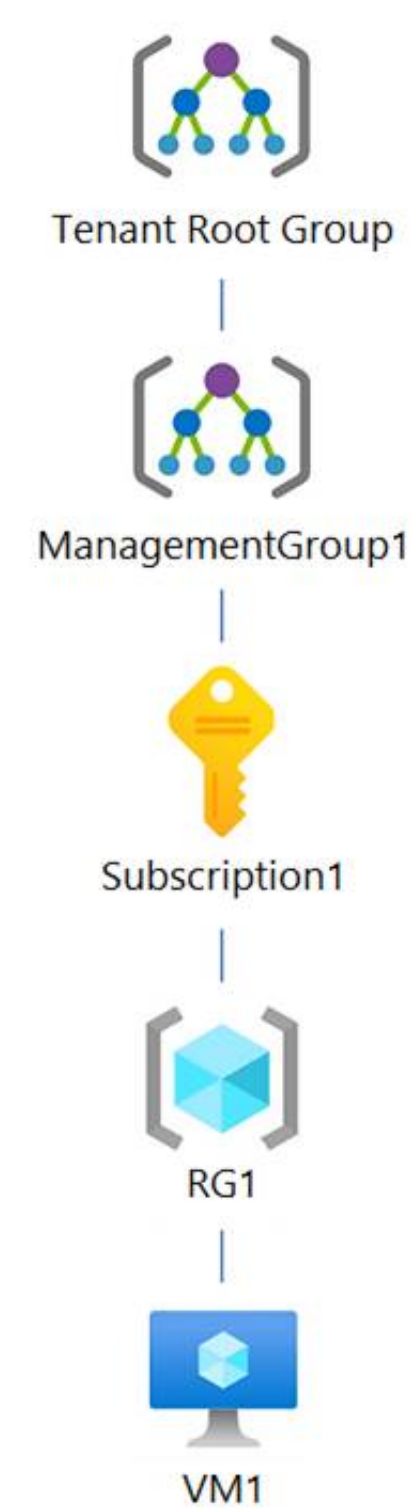 Tenant Root Group
ManagementGroup1
Subscription1
RG1
VM1